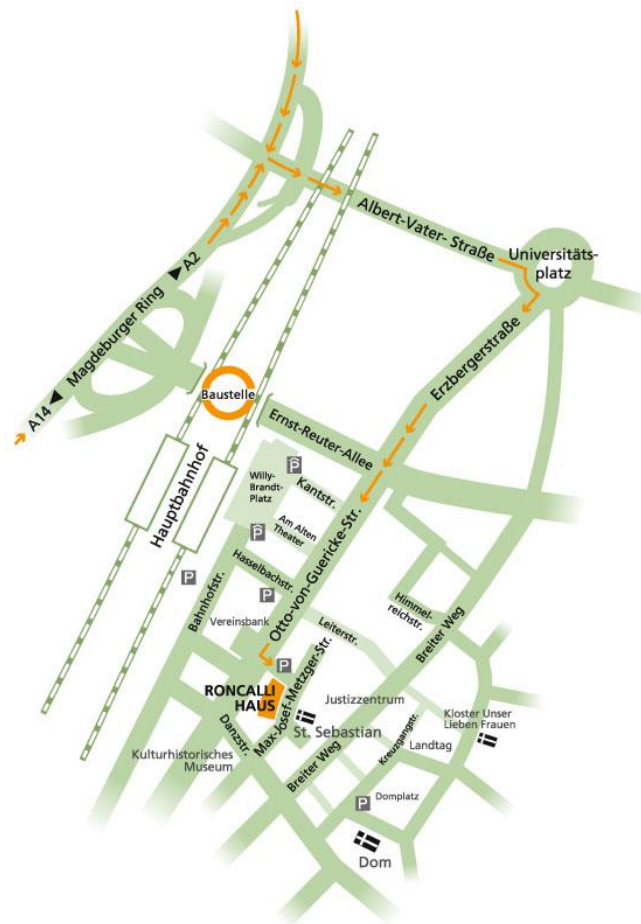 Albert-Vater- Straße
Universitäts-
platz
A2
Magdeburger Ring
A14
Erzbergerstraße
Baustelle
Ernst-Reuter-Allee
Hauptbahnhof
P
Willy-
Brandt-
Platz
Kantstr.
Am Alten
Theater
P
Otto-von-Guericke-Str.
Hasselbachstr.
P
Bahnhofstr.
P
Vereinsbank
Himmel-
reichstr.
Breiter Weg
Leiterstr.
P
RONCALLI
HAUS
Max-Josef-Metzger-Str.
Justizzentrum
St. Sebastian
Kloster Unser
Lieben Frauen
Kreuzgangstr.
Landtag
Danzstr.
Kulturhistorisches
Museum
Breiter Weg
P
Domplatz
Dom